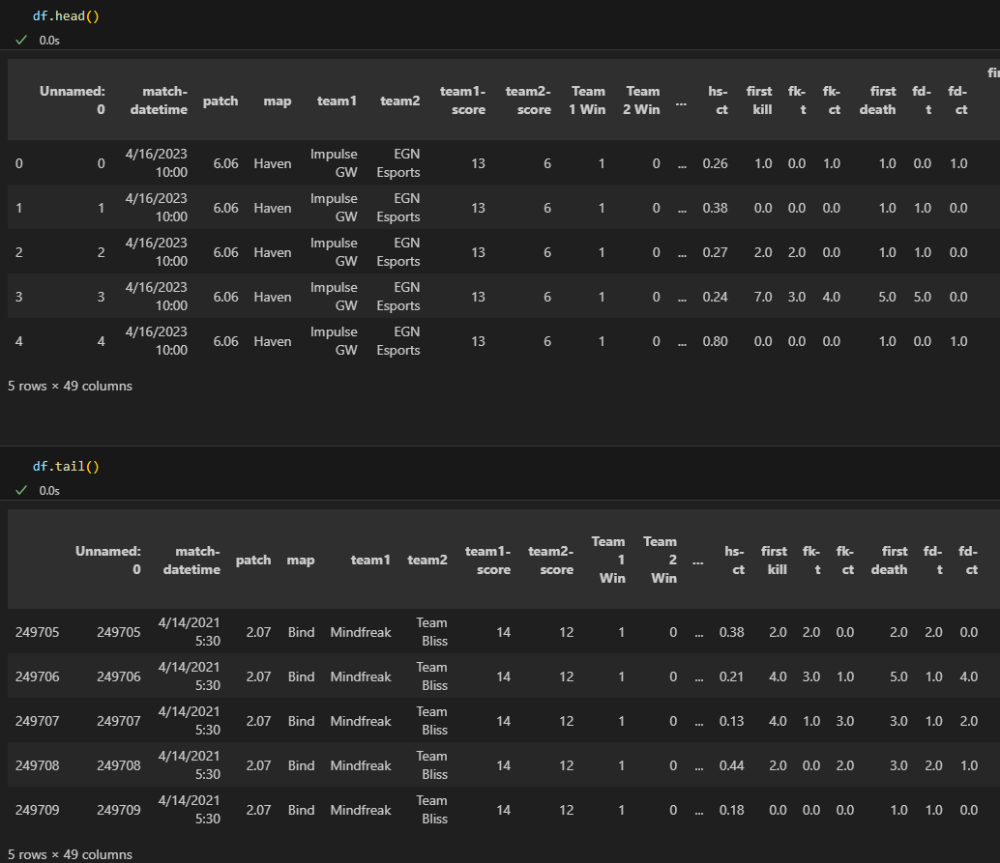 df.head()
✓ 0.0s
Unnamed: 0 match-datetime patch map team1 team2 team1-score team2-score Team 1 Win Team 2 Win ... hs-ct first kill fk-t fk-ct first death fd-t fd-ct fi
0 0 4/16/2023 10:00 6.06 Haven Impulse GW EGN Esports 13 6 1 0 ... 0.26 1.0 0.0 1.0 1.0 0.0 1.0
1 1 4/16/2023 10:00 6.06 Haven Impulse GW EGN Esports 13 6 1 0 ... 0.38 0.0 0.0 0.0 1.0 1.0 0.0
2 2 4/16/2023 10:00 6.06 Haven Impulse GW EGN Esports 13 6 1 0 ... 0.27 2.0 2.0 0.0 1.0 1.0 0.0
3 3 4/16/2023 10:00 6.06 Haven Impulse GW EGN Esports 13 6 1 0 ... 0.24 7.0 3.0 4.0 5.0 5.0 0.0
4 4 4/16/2023 10:00 6.06 Haven Impulse GW EGN Esports 13 6 1 0 ... 0.80 0.0 0.0 0.0 1.0 0.0 1.0
5 rows × 49 columns
df.tail()
✓ 0.0s
Unnamed: 0 match-datetime patch map team1 team2 team1-score team2-score Team 1 Win Team 2 Win ... hs-ct first kill fk-t fk-ct first death fd-t fd-ct
249705 249705 4/14/2021 5:30 2.07 Bind Mindfreak Team Bliss 14 12 1 0 ... 0.38 2.0 2.0 0.0 2.0 2.0 0.0
249706 249706 4/14/2021 5:30 2.07 Bind Mindfreak Team Bliss 14 12 1 0 ... 0.21 4.0 3.0 1.0 5.0 1.0 4.0
249707 249707 4/14/2021 5:30 2.07 Bind Mindfreak Team Bliss 14 12 1 0 ... 0.13 4.0 1.0 3.0 3.0 1.0 2.0
249708 249708 4/14/2021 5:30 2.07 Bind Mindfreak Team Bliss 14 12 1 0 ... 0.44 2.0 0.0 2.0 3.0 2.0 1.0
249709 249709 4/14/2021 5:30 2.07 Bind Mindfreak Team Bliss 14 12 1 0 ... 0.18 0.0 0.0 0.0 1.0 1.0 0.0
5 rows × 49 columns